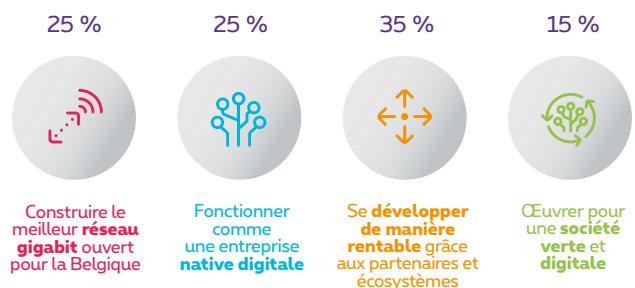 25 %
25 %
35 %
15 %
Construire le
meilleur réseau
gigabit ouvert
pour la Belgique
Fonctionner
comme
une entreprise
native digitale
Se développer
de manière
rentable grâce
aux partenaires et
écosystèmes
Œuvrer pour
une société
verte et
digitale